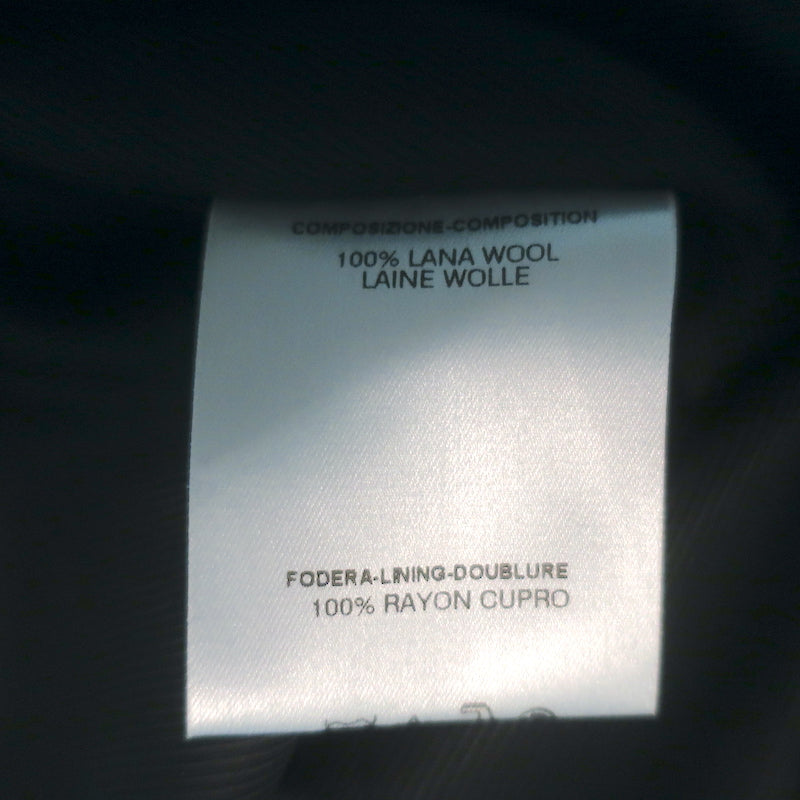 COMPOSIZIONE-COMPOSITION
100% LANA WOOL
LAINE WOLLE
FODERA-LINING-DOUBLURE
100% RAYON CUPRO